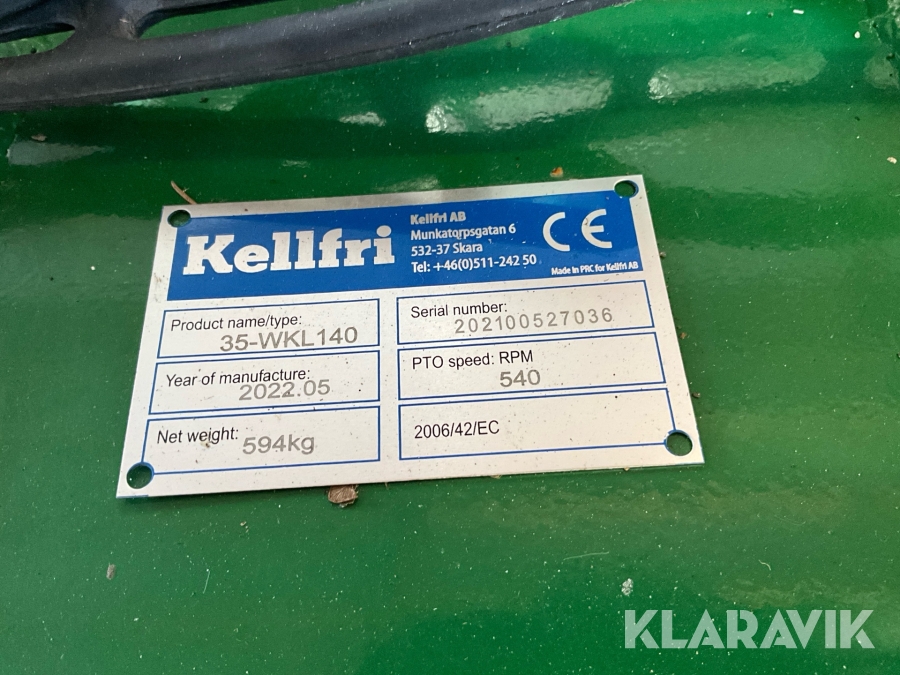 Kellfri
Kellfri AB
Munkatorpsgatan 6
532-37 Skara
Tel: +46(0)511-242 50
CE
Made in PRC for Kellfri AB
Product name/type:
35-WKL140
Serial number:
202100527036
Year of manufacture:
2022.05
PTO speed: RPM
540
Net weight:
594kg
2006/42/EC
KLARAVIK